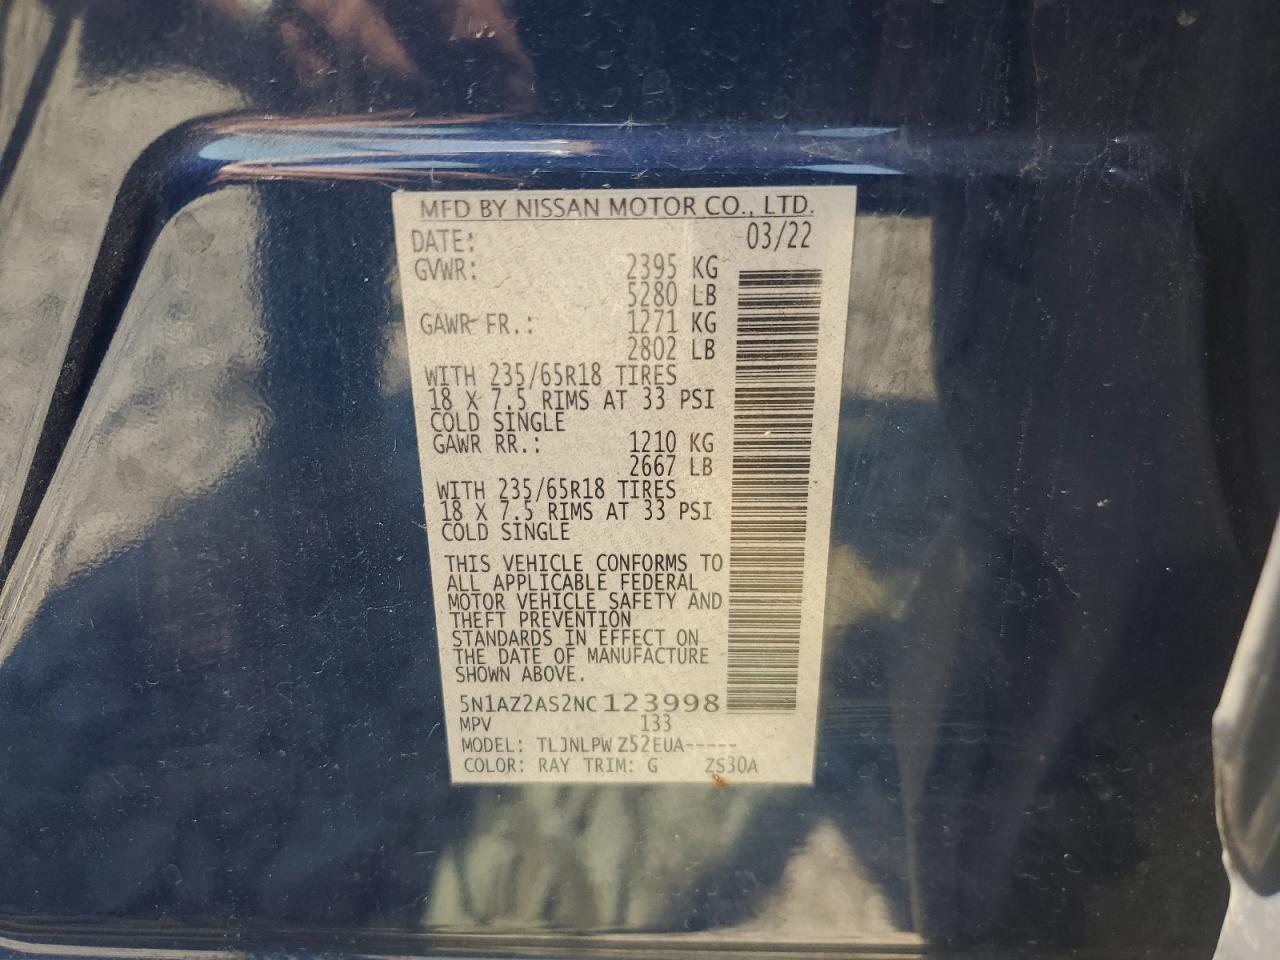 MFD BY NISSAN MOTOR CO., LTD.
DATE: 03/22
GVWR: 2395 KG
5280 LB
GAWR FR.: 1271 KG
2802 LB
WITH 235/65R18 TIRES
18 X 7.5 RIMS AT 33 PSI
COLD SINGLE
GAWR RR.: 1210 KG
2667 LB
WITH 235/65R18 TIRES
18 X 7.5 RIMS AT 33 PSI
COLD SINGLE
THIS VEHICLE CONFORMS TO
ALL APPLICABLE FEDERAL
MOTOR VEHICLE SAFETY AND
THEFT PREVENTION
STANDARDS IN EFFECT ON
THE DATE OF MANUFACTURE
SHOWN ABOVE.
5N1AZ2AS2NC123998
MPV 133
MODEL: TLJNLPW Z52EUA-----
COLOR: RAY TRIM: G ZS30A